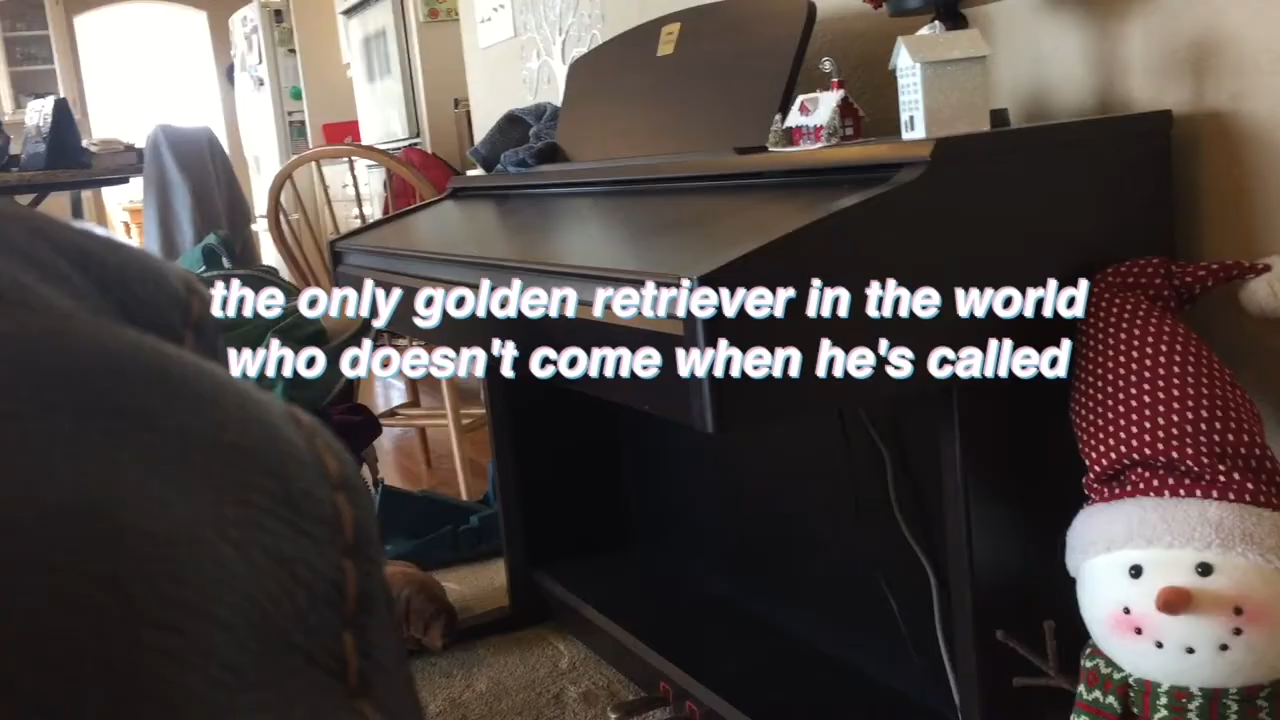 the only golden retriever in the world
who doesn't come when he's called